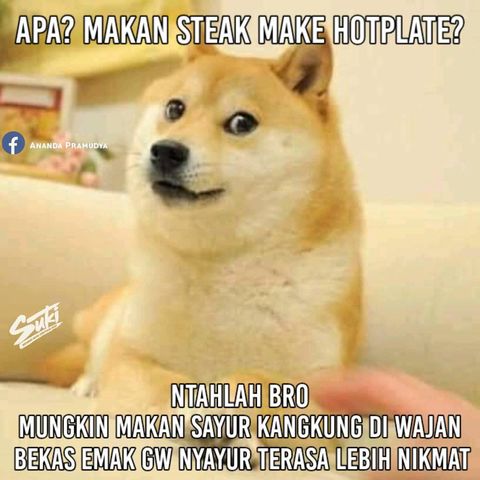 APA? MAKAN STEAK MAKE HOTPLATE?
f ANANDA PRAMUDYA
Suki
NTAHLAH BRO
MUNGKIN MAKAN SAYUR KANGKUNG DI WAJAN
BEKAS EMAK GW NYAYUR TERASA LEBIH NIKMAT